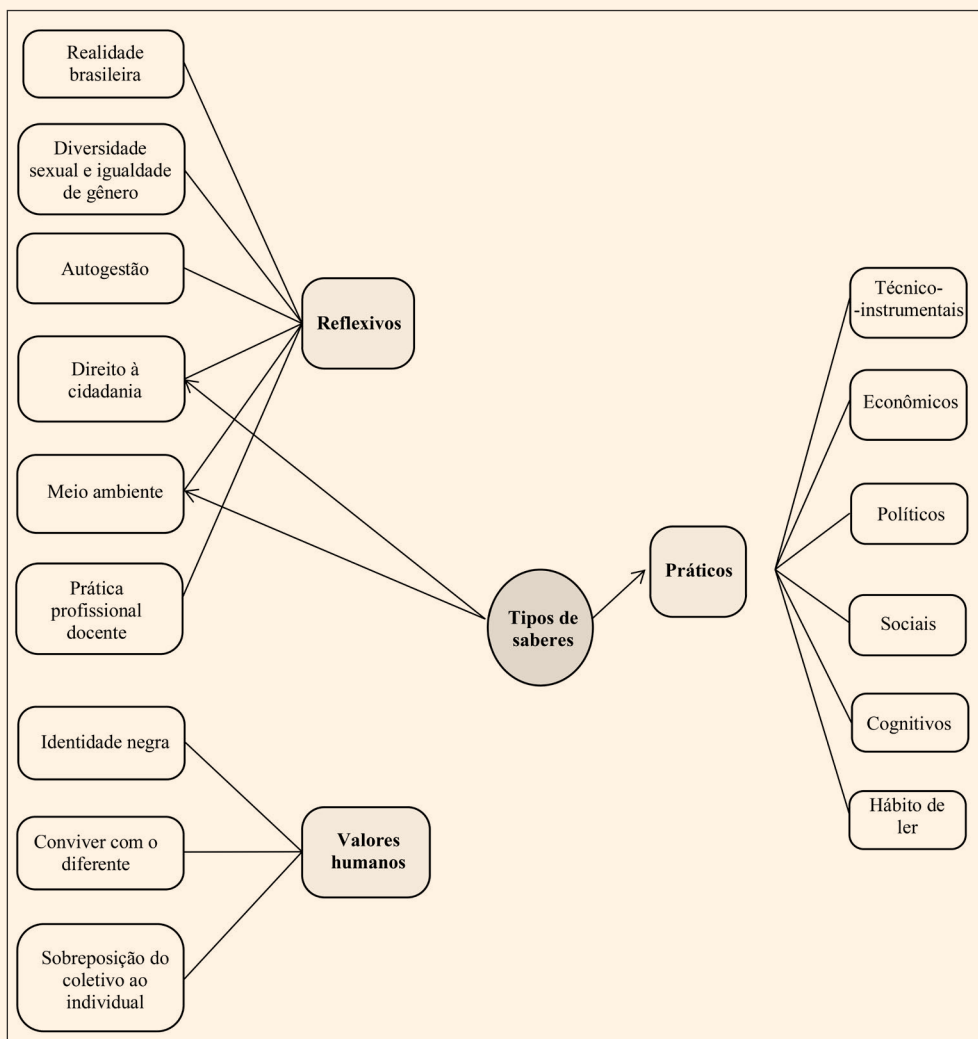 Realidade
brasileira
Diversidade
sexual e igualdade
de gênero
Autogestão
Direito à
cidadania
Meio ambiente
Prática
profissional
docente
Identidade negra
Conviver com o
diferente
Sobreposição do
coletivo ao
individual
Reflexivos
Valores
humanos
Tipos de
saberes
Práticos
Técnico-
-instrumentais
Econômicos
Políticos
Sociais
Cognitivos
Hábito de
ler